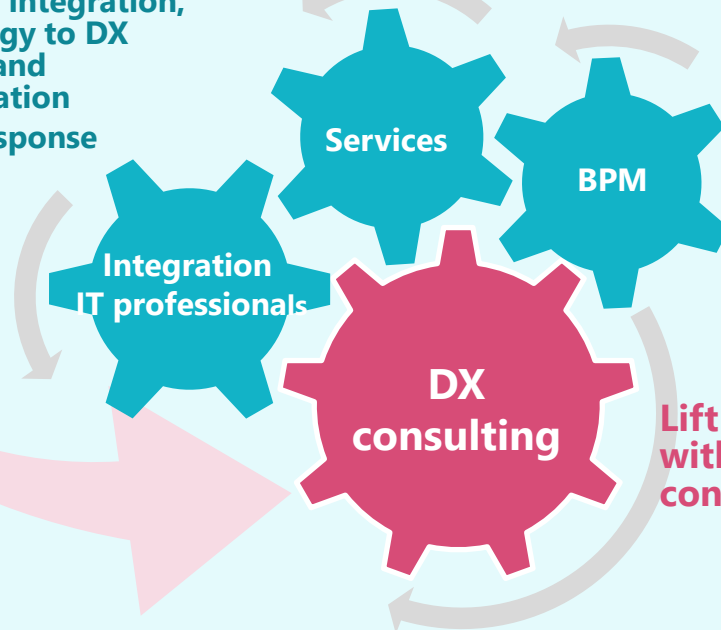 integration,
gy to DX
and
ation
sponse
Services
BPM
Integration
IT professionals
DX
consulting
Lift
with
con